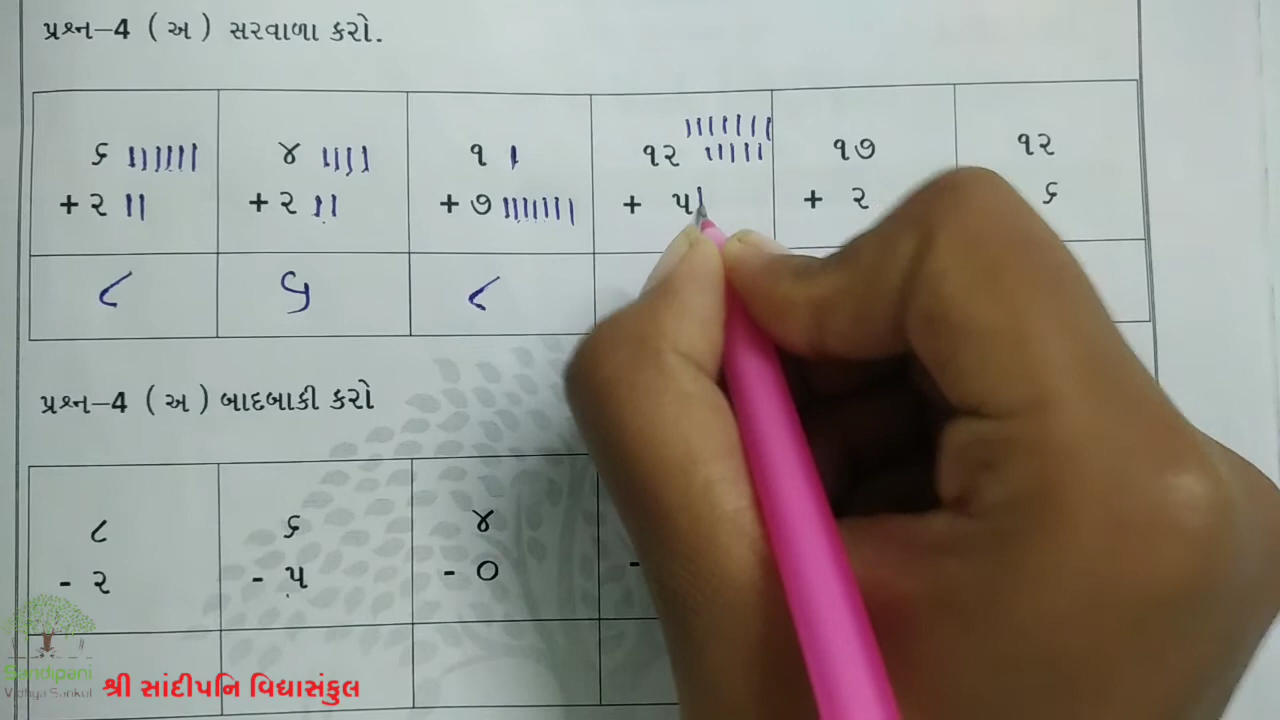 પ્રશ્ન-4 ( અ ) સરવાળા કરો.
૬ ૪ ૧ ૧૨ ૧૭ ૧૨
+ ૨ + ૨ + ૭ + ૫ + ૨ ૬
૮ ૬ ૮
પ્રશ્ન-4 ( અ ) બાદબાકી કરો
૮ ૬ ૪
- ૨ - ૫ - ૦ -
Sandipani
Vidhya Sankul
શ્રી સાંદીપનિ વિદ્યાસંકુલ